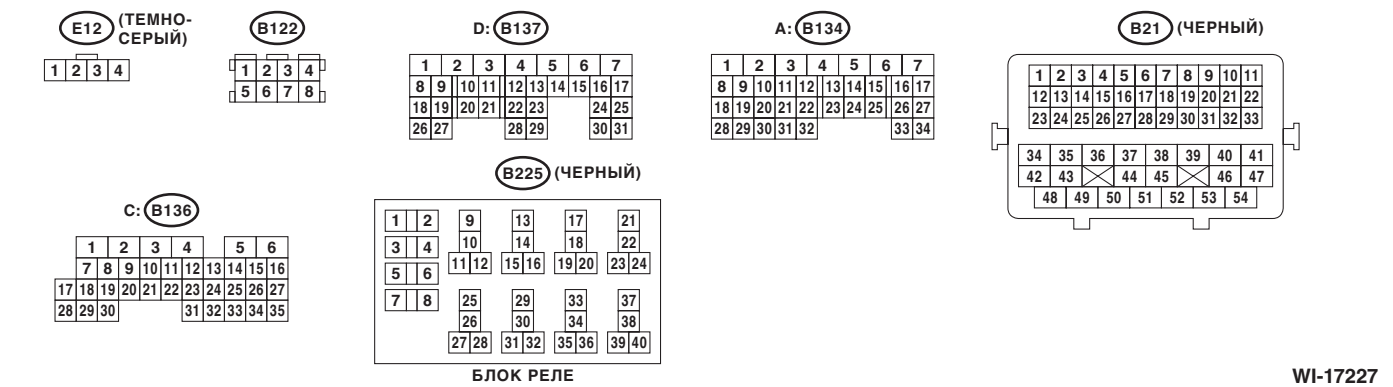 E12 (ТЕМНО-
СЕРЫЙ)
1 2 3 4
B122
1 2 3 4
5 6 7 8
D: B137
1 2 3 4 5 6 7
8 9 10 11 12 13 14 15 16 17
18 19 20 21 22 23 24 25
26 27 28 29 30 31
A: B134
1 2 3 4 5 6 7
8 9 10 11 12 13 14 15 16 17
18 19 20 21 22 23 24 25 26 27
28 29 30 31 32 33 34
B21 (ЧЕРНЫЙ)
1 2 3 4 5 6 7 8 9 10 11
12 13 14 15 16 17 18 19 20 21 22
23 24 25 26 27 28 29 30 31 32 33
34 35 36 37 38 39 40 41
42 43 44 45 46 47
48 49 50 51 52 53 54
C: B136
1 2 3 4 5 6
7 8 9 10 11 12 13 14 15 16
17 18 19 20 21 22 23 24 25 26 27
28 29 30 31 32 33 34 35
B225 (ЧЕРНЫЙ)
1 2 9 13 17 21
3 4 10 14 18 22
11 12 15 16 19 20 23 24
5 6
7 8 25 29 33 37
26 30 34 38
27 28 31 32 35 36 39 40
БЛОК РЕЛЕ
WI-17227